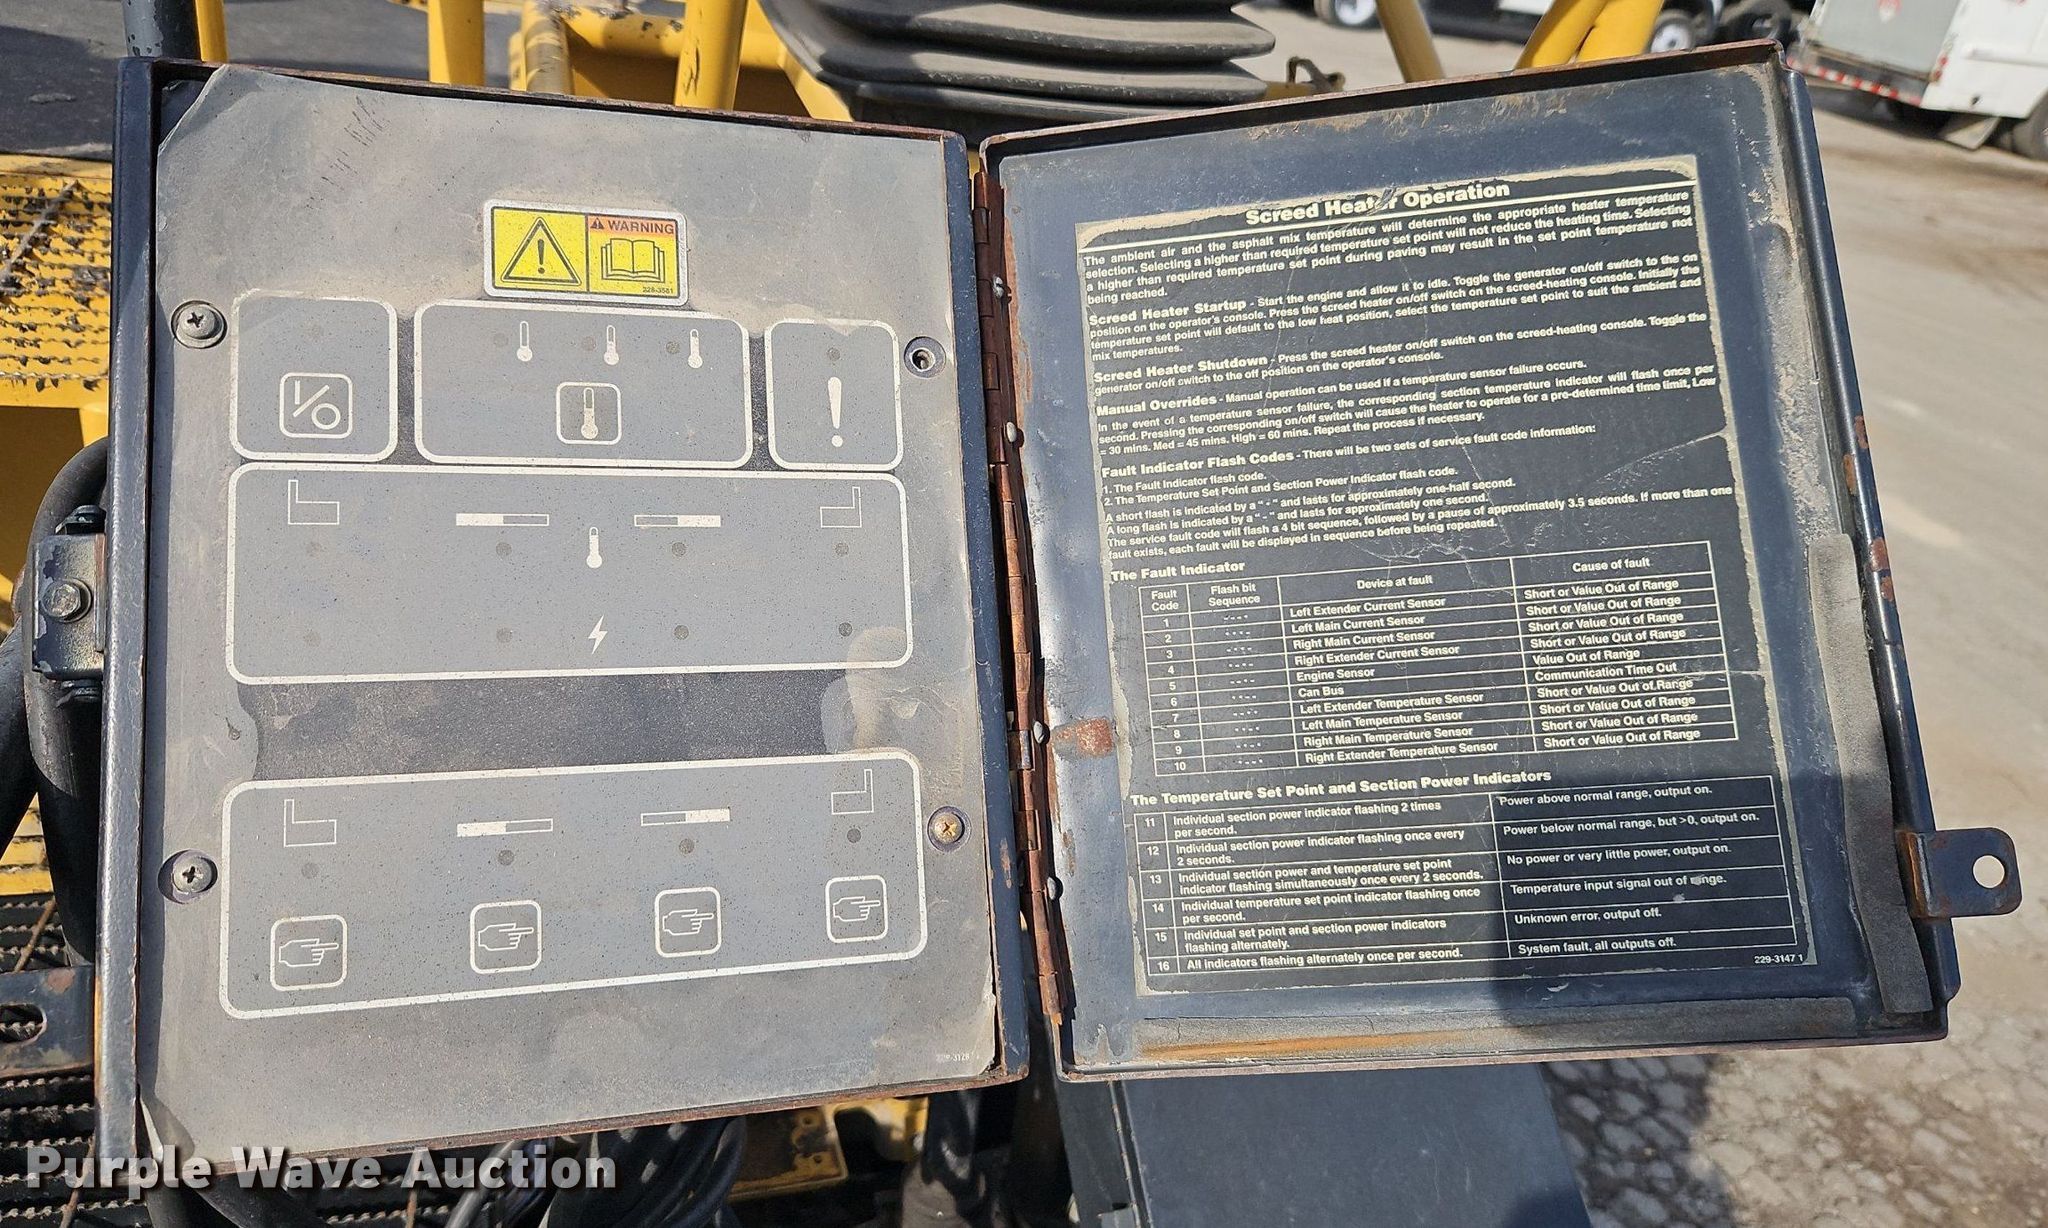 WARNING
228-3581
Screed Heater Operation
The ambient air and the asphalt mix temperature will determine the appropriate heater temperature
selection. Selecting a higher than required temperature set point will not reduce the heating time. Selecting
a higher than required temperature set point during paving may result in the set point temperature not
being reached.
Screed Heater Startup - Start the engine and allow it to idle. Toggle the generator on/off switch to the on
position on the operator's console. Press the screed heater on/off switch on the screed-heating console. Initially the
temperature set point will default to the low heat position, select the temperature set point to suit the ambient and
mix temperatures.
Screed Heater Shutdown - Press the screed heater on/off switch on the screed-heating console. Toggle the
generator on/off switch to the off position on the operator's console.
Manual Overrides - Manual operation can be used if a temperature sensor failure occurs.
In the event of a temperature sensor failure, the corresponding section temperature indicator will flash once per
second. Pressing the corresponding on/off switch will cause the heater to operate for a pre-determined time limit, Low
= 30 mins. Med = 45 mins. High = 60 mins. Repeat the process if necessary.
Fault Indicator Flash Codes - There will be two sets of service fault code information:
1. The Fault Indicator flash code.
2. The Temperature Set Point and Section Power Indicator flash code.
A short flash is indicated by a "-" and lasts for approximately one-half second.
A long flash is indicated by a "-" and lasts for approximately one second.
The service fault code will flash a 4 bit sequence, followed by a pause of approximately 3.5 seconds. If more than one
fault exists, each fault will be displayed in sequence before being repeated.
The Fault Indicator
Fault Code Flash bit Sequence Device at fault Cause of fault
1 ---- Left Extender Current Sensor Short or Value Out of Range
2 ---- Left Main Current Sensor Short or Value Out of Range
3 ---- Right Main Current Sensor Short or Value Out of Range
4 ---- Right Extender Current Sensor Short or Value Out of Range
5 ---- Engine Sensor Value Out of Range
6 ---- Can Bus Communication Time Out
7 ---- Left Extender Temperature Sensor Short or Value Out of Range
8 ---- Left Main Temperature Sensor Short or Value Out of Range
9 ---- Right Main Temperature Sensor Short or Value Out of Range
10 ---- Right Extender Temperature Sensor Short or Value Out of Range
The Temperature Set Point and Section Power Indicators
11 Individual section power indicator flashing 2 times per second. Power above normal range, output on.
12 Individual section power indicator flashing once every 2 seconds. Power below normal range, but >0, output on.
13 Individual section power and temperature set point indicator flashing simultaneously once every 2 seconds. No power or very little power, output on.
14 Individual temperature set point indicator flashing once per second. Temperature input signal out of range.
15 Individual set point and section power indicators flashing alternately. Unknown error, output off.
16 All indicators flashing alternately once per second. System fault, all outputs off.
229-3147 1
Purple Wave Auction